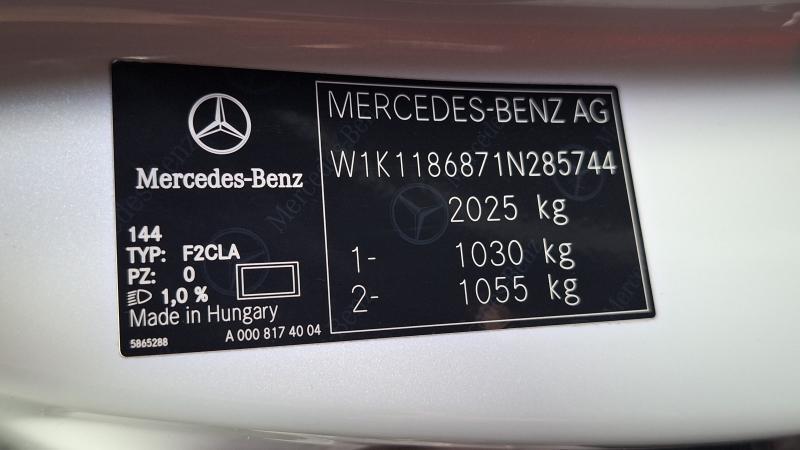 Mercedes-Benz
144
TYP: F2CLA
PZ: 0
1,0 %
Made in Hungary
5865288
A 000 817 40 04
MERCEDES-BENZ AG
W1K1186871N285744
2025 kg
1- 1030 kg
2- 1055 kg